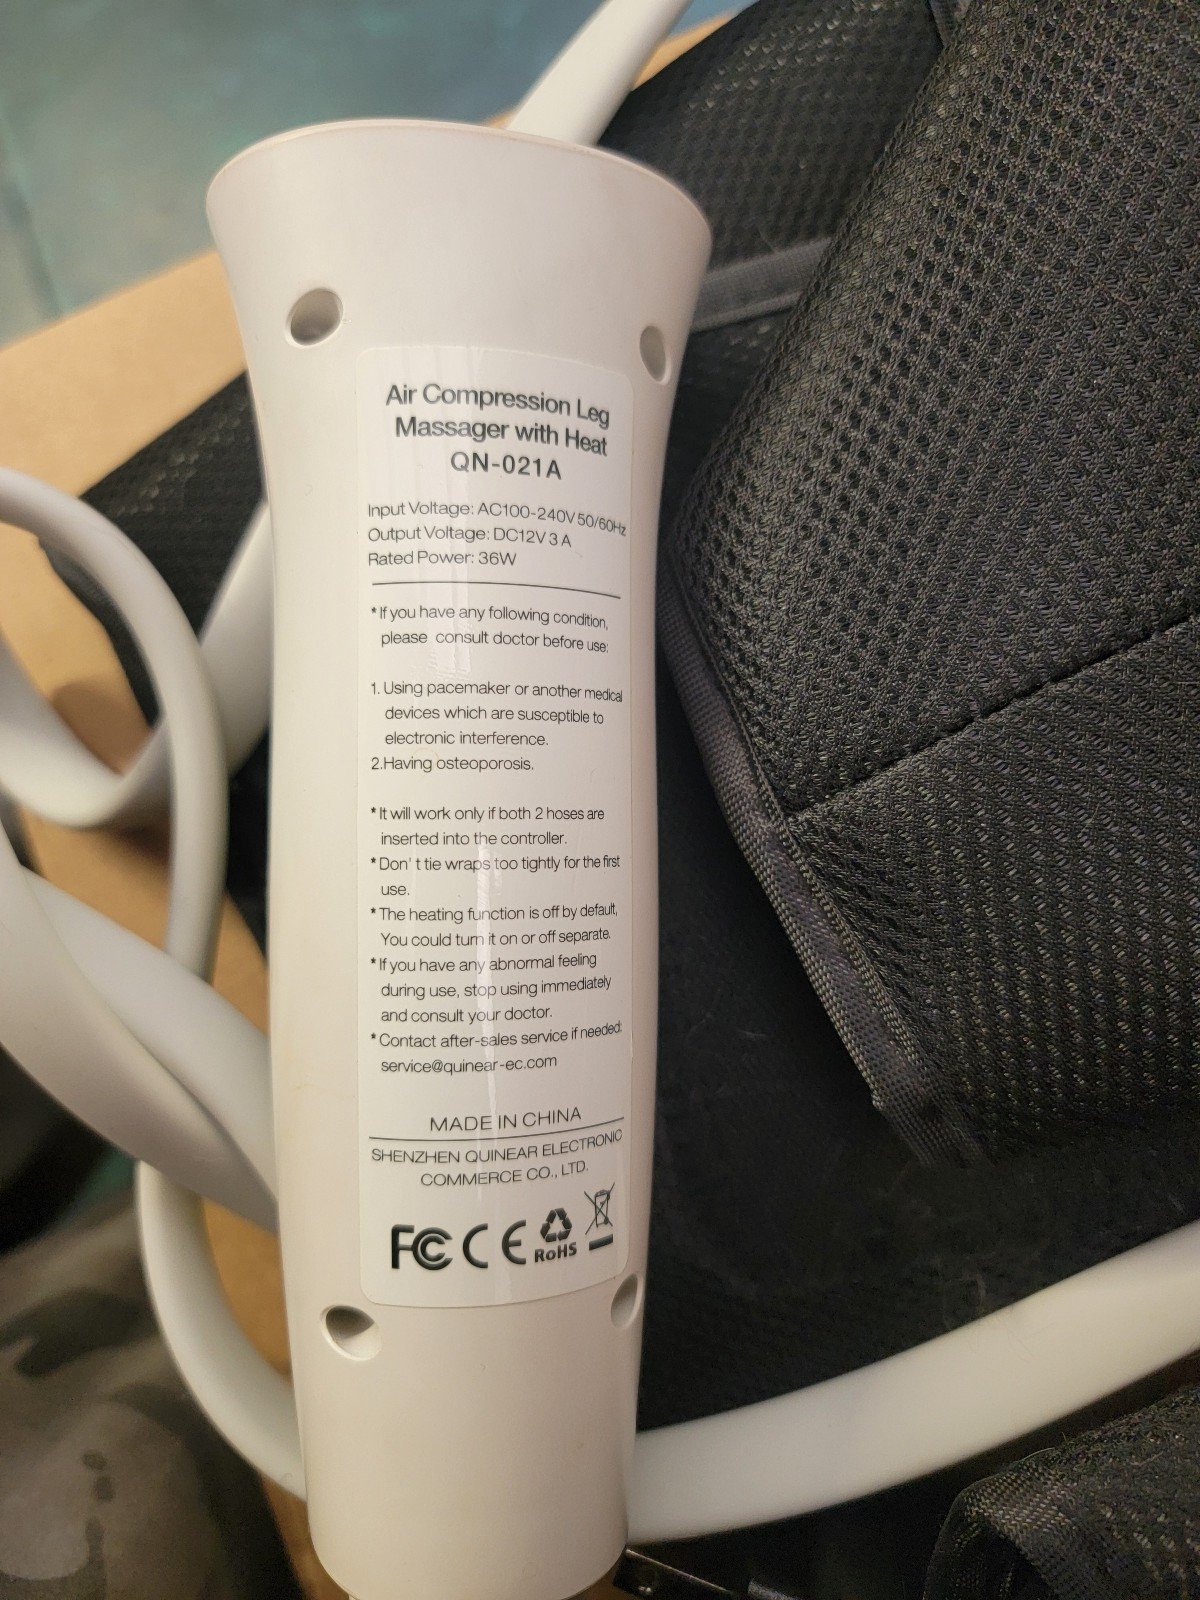 Air Compression Leg
Massager with Heat
QN-021A
Input Voltage: AC100-240V 50/60Hz
Output Voltage: DC12V 3 A
Rated Power: 36W
*If you have any following condition,
please consult doctor before use:
1. Using pacemaker or another medical
devices which are susceptible to
electronic interference.
2.Having osteoporosis.
*It will work only if both 2 hoses are
inserted into the controller.
*Don't tie wraps too tightly for the first
use.
*The heating function is off by default,
You could turn it on or off separate.
*If you have any abnormal feeling
during use, stop using immediately
and consult your doctor.
*Contact after-sales service if needed:
service@quinear-ec.com
MADE IN CHINA
SHENZHEN QUINEAR ELECTRONIC
COMMERCE CO., LTD.
FC CE RoHS